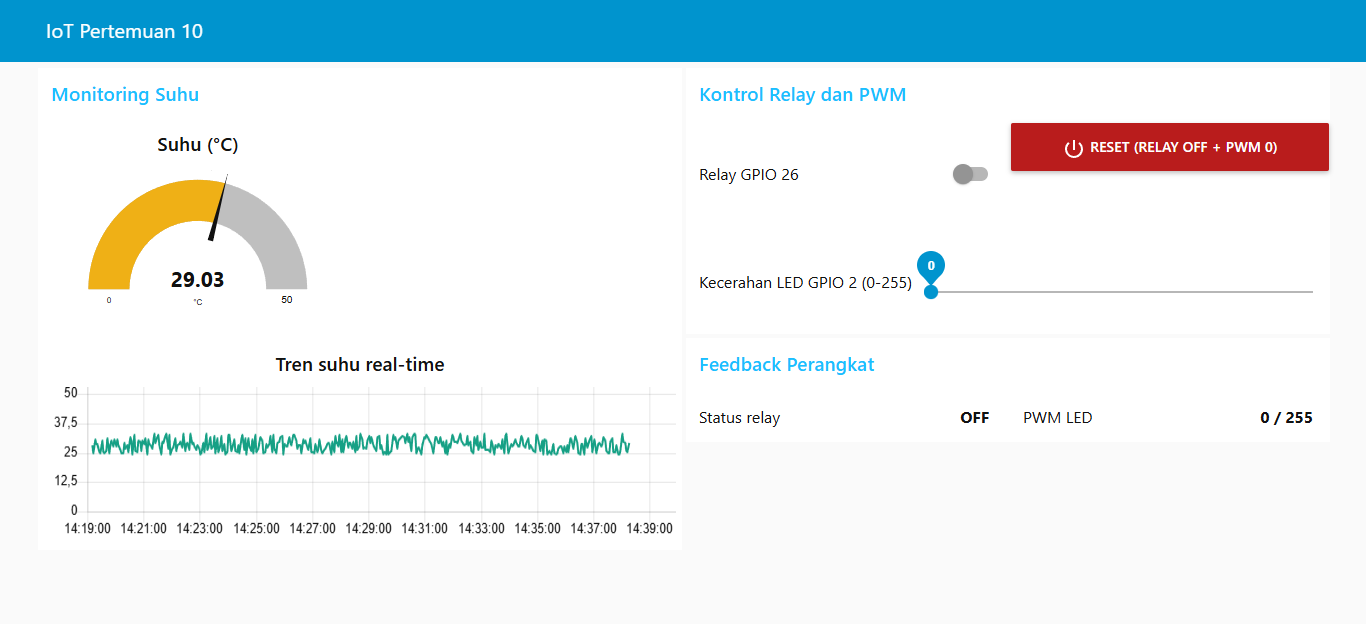 IoT Pertemuan 10
Monitoring Suhu
Suhu (°C)
29.03
0 °C 50
Tren suhu real-time
50
37,5
25
12,5
0
14:19:00 14:21:00 14:23:00 14:25:00 14:27:00 14:29:00 14:31:00 14:33:00 14:35:00 14:37:00 14:39:00
Kontrol Relay dan PWM
RESET (RELAY OFF + PWM 0)
Relay GPIO 26
0
Kecerahan LED GPIO 2 (0-255)
Feedback Perangkat
Status relay OFF PWM LED 0 / 255